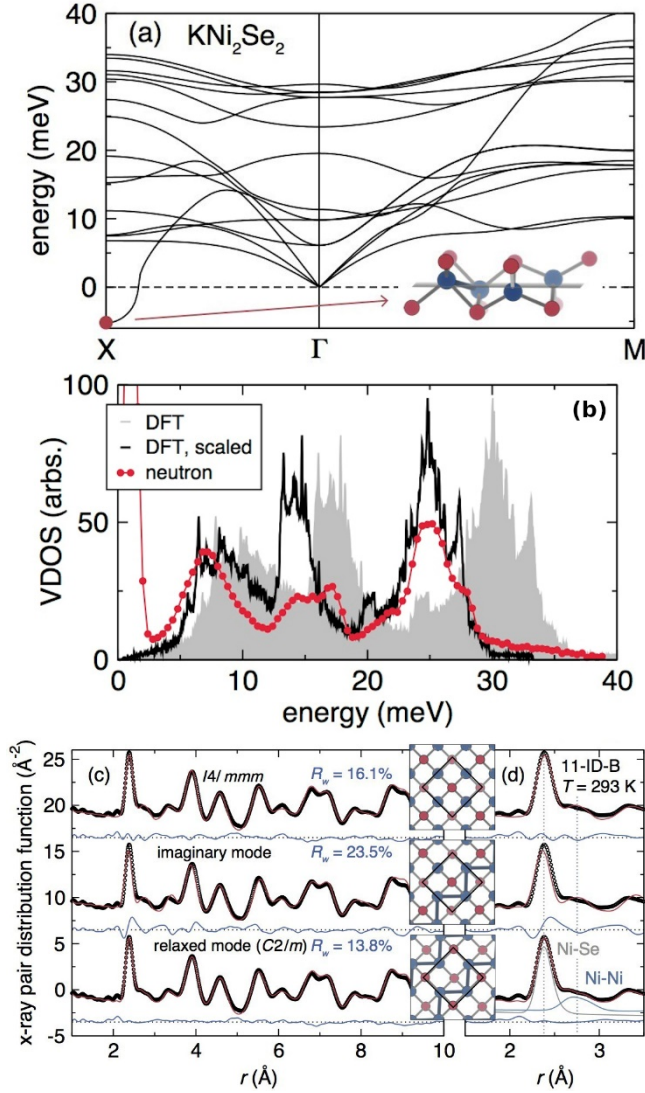 (a) KNi₂Se₂
40
30
20
10
0
energy (meV)
X Γ M
(b)
DFT
DFT, scaled
neutron
100
50
0
VDOS (arbs.)
0 10 20 30 40
energy (meV)
x-ray pair distribution function (Å⁻²)
25
20
15
10
5
0
-5
(c) I4/mmm R_w = 16.1%
(d) 11-ID-B
T = 293 K
imaginary mode R_w = 23.5%
relaxed mode (C2/m) R_w = 13.8%
Ni-Se
Ni-Ni
2 4 6 8 10 2 3
r (Å) r (Å)